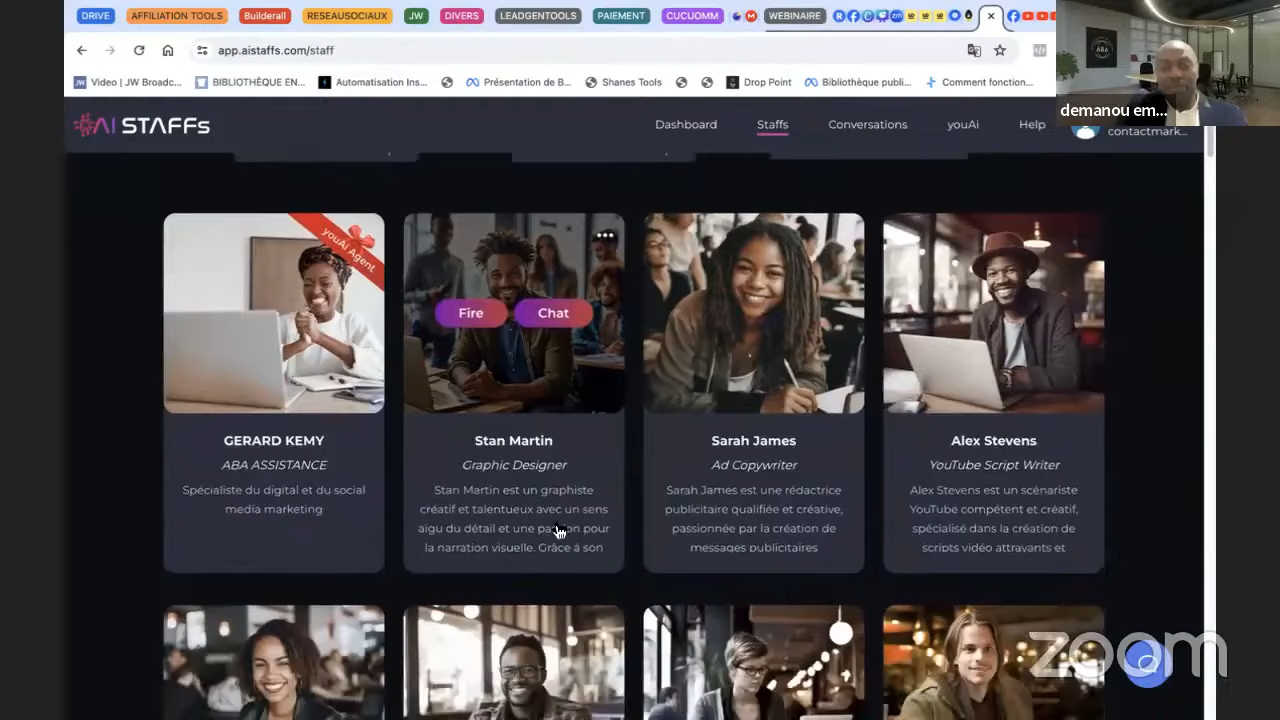 DRIVE
AFFILIATION TOOLS
Builderall
RESEAUSOCIAUX
JW
DIVERS
LEADGENTOOLS
PAIEMENT
CUCUOMM
WEBINAIRE
app.aistaffs.com/staff
Video | JW Broadc...
BIBLIOTHÈQUE EN...
Automatisation Ins...
Présentation de B...
Shanes Tools
Drop Point
Bibliothèque publi...
Comment fonction...
demanou em...
AI STAFFs
Dashboard
Staffs
Conversations
youAi
Help
contactmark...
youAi Agent
Fire
Chat
GERARD KEMY
ABA ASSISTANCE
Spécialiste du digital et du social
media marketing
Stan Martin
Graphic Designer
Stan Martin est un graphiste
créatif et talentueux avec un sens
aigu du détail et une pa on pour
la narration visuelle. Grâce à son
Sarah James
Ad Copywriter
Sarah James est une rédactrice
publicitaire qualifiée et créative,
passionnée par la création de
messages publicitaires
Alex Stevens
YouTube Script Writer
Alex Stevens est un scénariste
YouTube compétent et créatif,
spécialisé dans la création de
scripts vidéo attrayants et
zoom